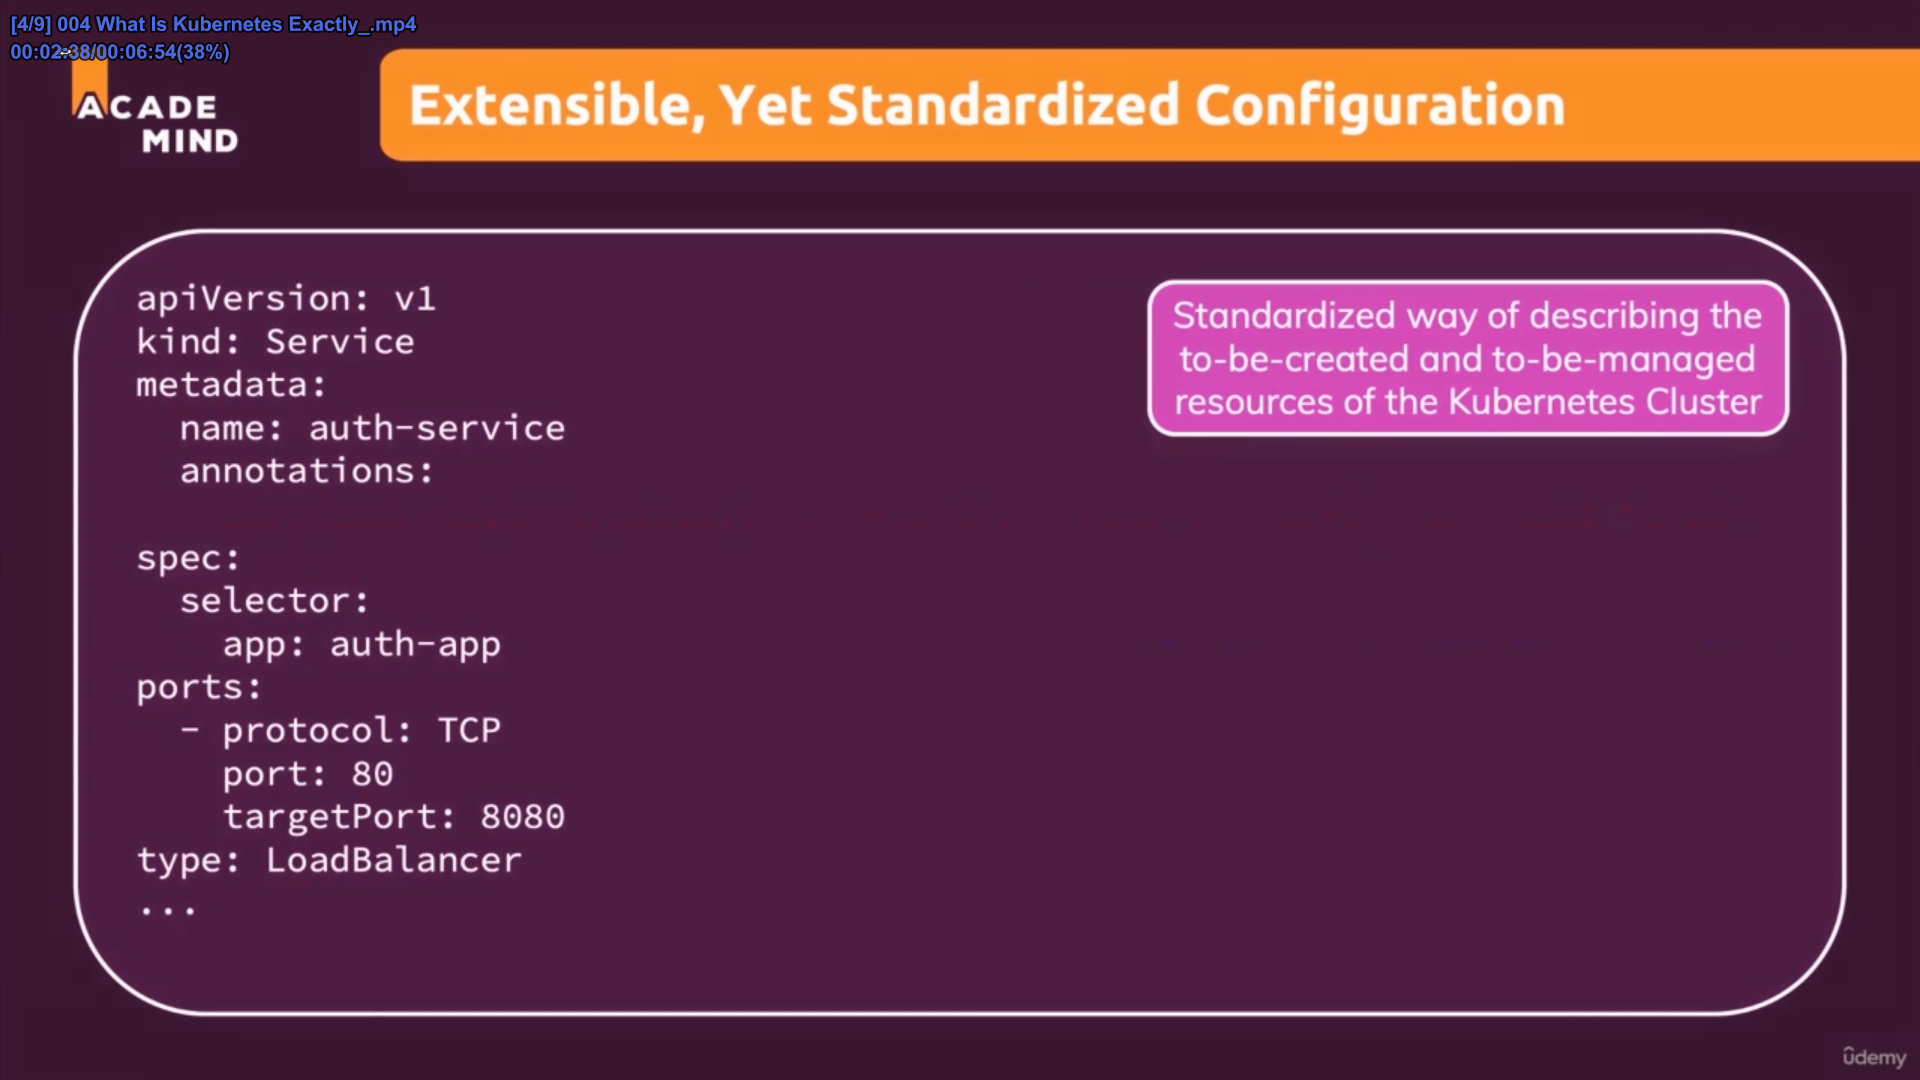 [4/9] 004 What Is Kubernetes Exactly_.mp4
00:02:38/00:06:54(38%)
ACADE
MIND
Extensible, Yet Standardized Configuration
apiVersion: v1
kind: Service
metadata:
  name: auth-service
  annotations:
spec:
  selector:
    app: auth-app
ports:
  - protocol: TCP
    port: 80
    targetPort: 8080
type: LoadBalancer
...
Standardized way of describing the
to-be-created and to-be-managed
resources of the Kubernetes Cluster
ûdemy